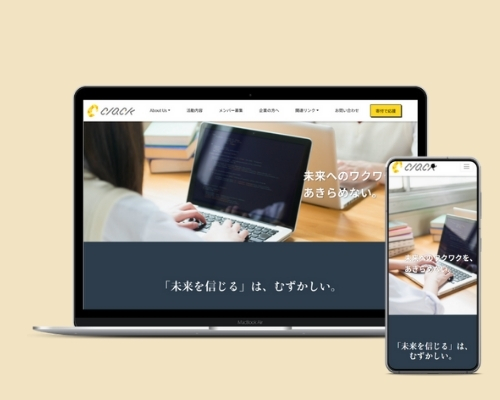 CLACK
About Us
活動内容
メンバー募集
企業の方へ
関連リンク
お問い合わせ
寄付で応援
未来へのワクワ
あきらめない。
「未来を信じる」は、むずかしい。
MacBook Air
CLACK
未来へのワクワクを、
あきらめない。
「未来を信じる」は、
むずかしい。